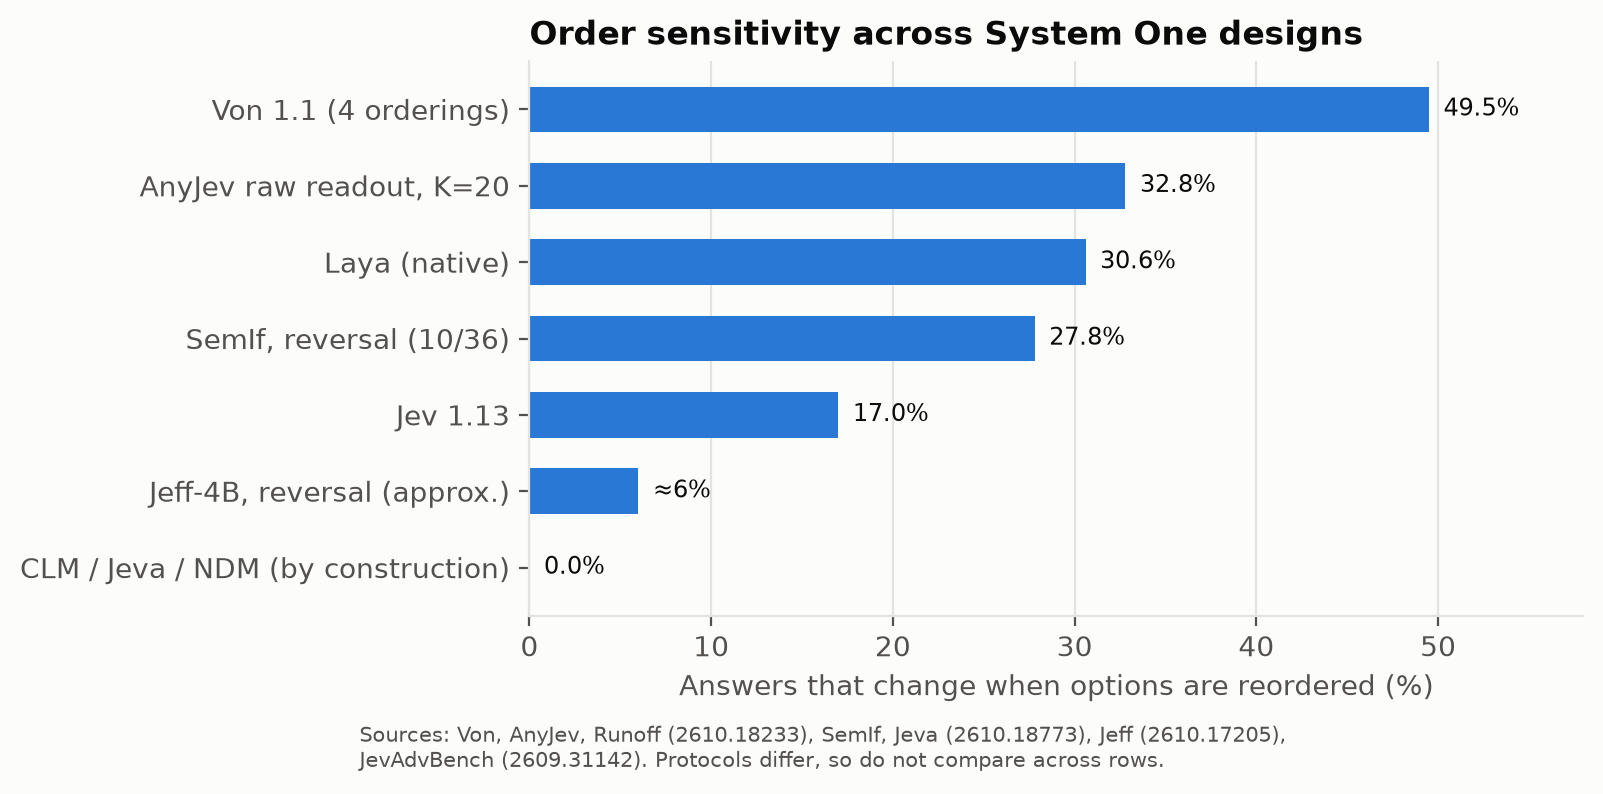 Order sensitivity across System One designs
Von 1.1 (4 orderings)
49.5%
AnyJev raw readout, K=20
32.8%
Laya (native)
30.6%
SemIf, reversal (10/36)
27.8%
Jev 1.13
17.0%
Jeff-4B, reversal (approx.)
≈6%
CLM / Jeva / NDM (by construction)
0.0%
0 10 20 30 40 50
Answers that change when options are reordered (%)
Sources: Von, AnyJev, Runoff (2610.18233), SemIf, Jeva (2610.18773), Jeff (2610.17205),
JevAdvBench (2609.31142). Protocols differ, so do not compare across rows.